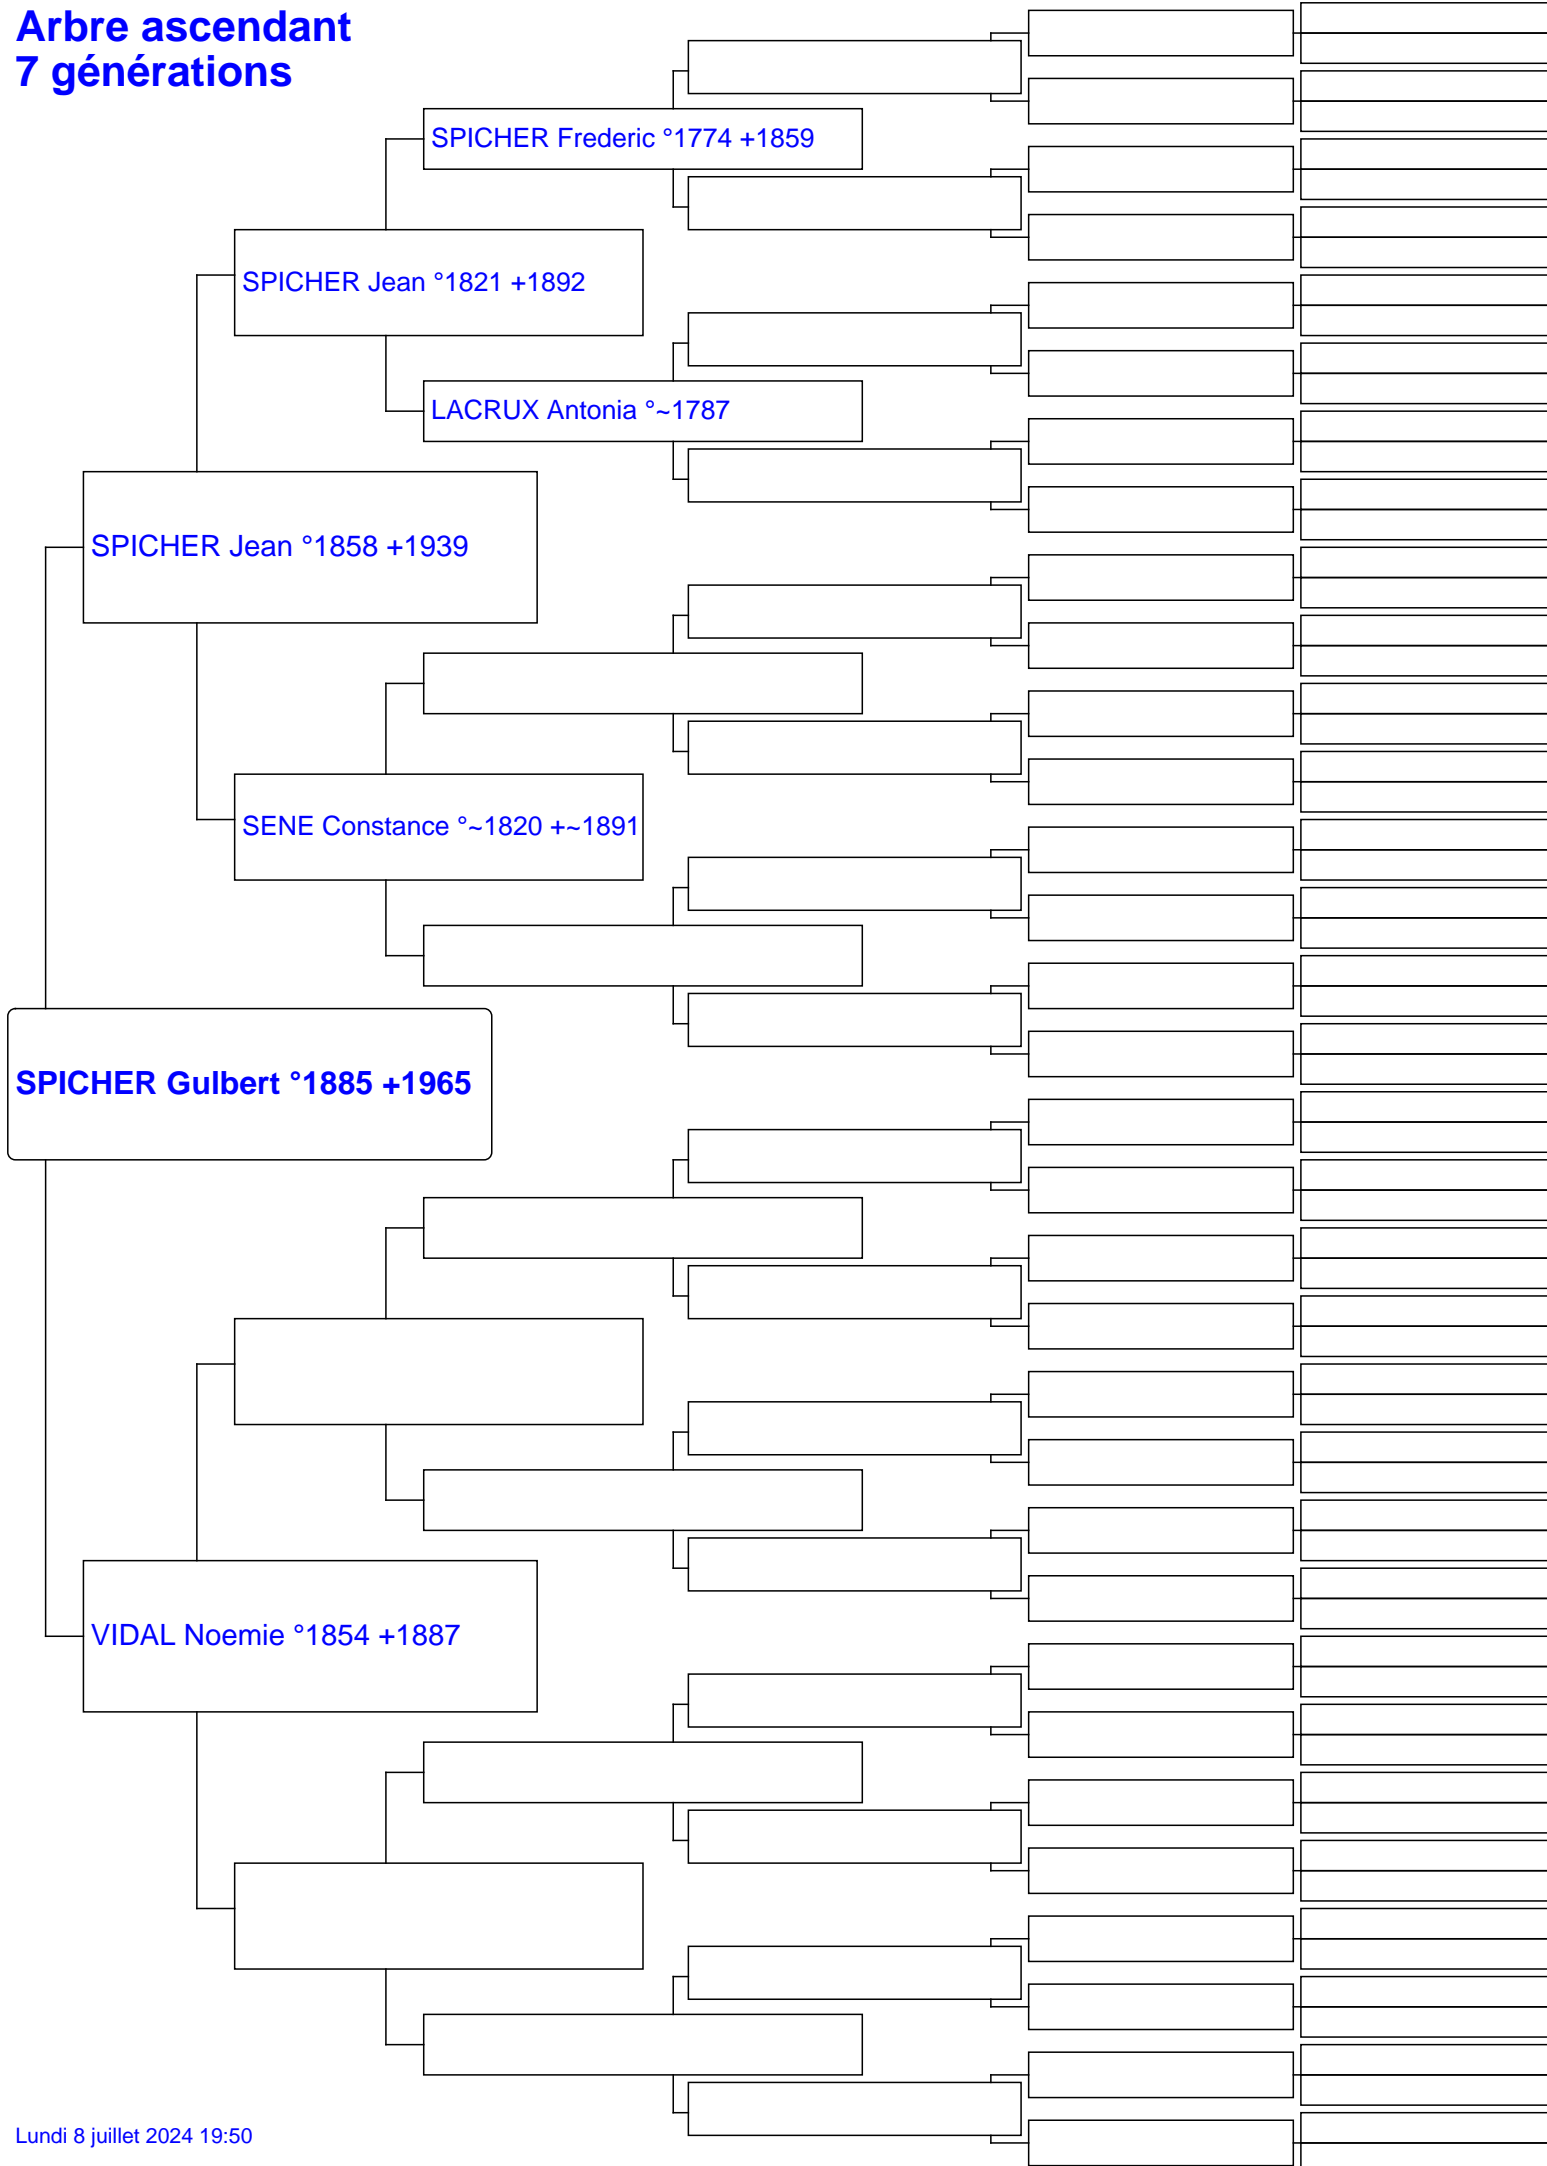 Arbre ascendant
7 générations
SPICHER Frederic °1774 +1859
SPICHER Jean °1821 +1892
LACRUX Antonia °~1787
SPICHER Jean °1858 +1939
SENE Constance °~1820 +~1891
SPICHER Gulbert °1885 +1965
VIDAL Noemie °1854 +1887
Lundi 8 juillet 2024 19:50